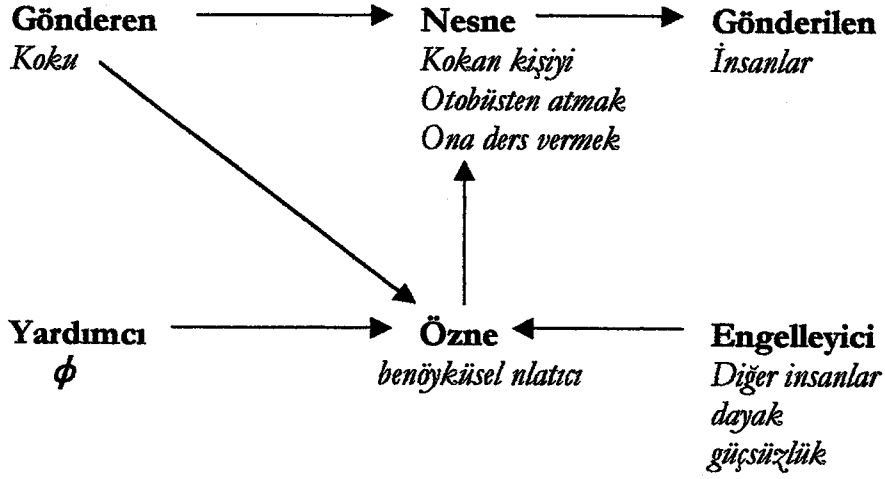 Gönderen Nesne Gönderilen
Koku Kokan kişiyi İnsanlar
Otobüsten atmak
Ona ders vermek
Yardımcı Özne Engelleyici
ϕ benöyküsel nlatıcı Diğer insanlar
dayak
güçsüzlük